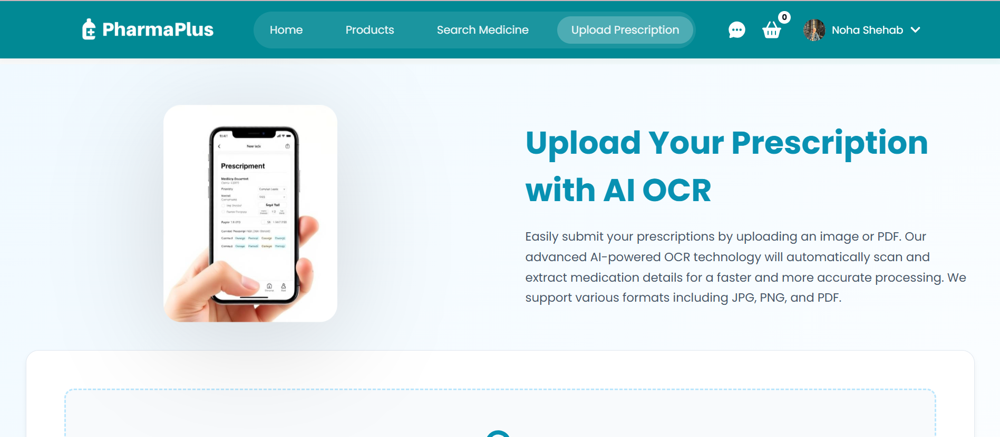 PharmaPlus
Home
Products
Search Medicine
Upload Prescription
0
Noha Shehab
New
Prescripment
Upload Your Prescription
with AI OCR
Easily submit your prescriptions by uploading an image or PDF. Our
advanced AI-powered OCR technology will automatically scan and
extract medication details for a faster and more accurate processing. We
support various formats including JPG, PNG, and PDF.